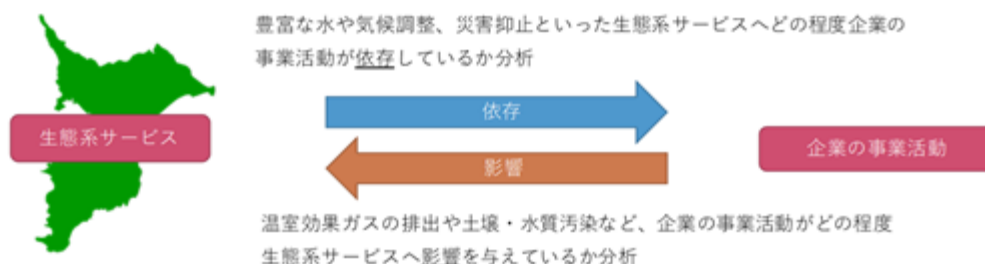 豊富な水や気候調整、災害抑止といった生態系サービスへどの程度企業の
事業活動が依存しているか分析
依存
生態系サービス
企業の事業活動
影響
温室効果ガスの排出や土壌・水質汚染など、企業の事業活動がどの程度
生態系サービスへ影響を与えているか分析